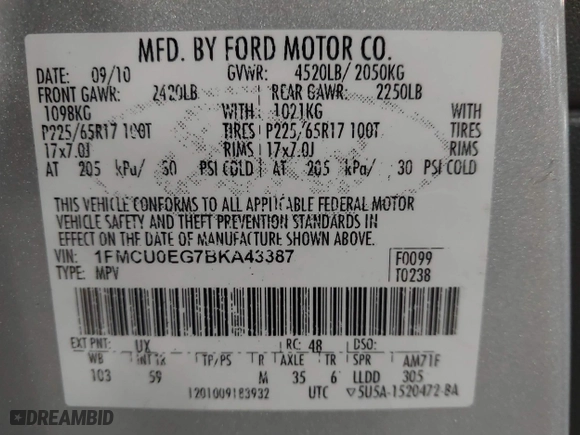 MFD. BY FORD MOTOR CO.
DATE: 09/10 GVWR: 4520LB/ 2050KG
FRONT GAWR: 2420LB REAR GAWR: 2250LB
1098KG WITH 1021KG WITH
P225/65R17 100T TIRES P225/65R17 100T TIRES
17x7.0J RIMS 17x7.0J RIMS
AT 205 kPa/ 30 PSI COLD AT 205 kPa/ 30 PSI COLD
THIS VEHICLE CONFORMS TO ALL APPLICABLE FEDERAL MOTOR
VEHICLE SAFETY AND THEFT PREVENTION STANDARDS IN
EFFECT ON THE DATE OF MANUFACTURE SHOWN ABOVE.
VIN: 1FMCU0EG7BKA43387 F0099
TYPE: MPV T0238
EXT PNT: UX RC: 48 DSO:
WB INT TR TP/PS R AXLE TR SPR AM71F
103 59 M 35 6 LLDD 305
1201009183932 UTC ▽5U5A-1520472-BA
DREAMBID